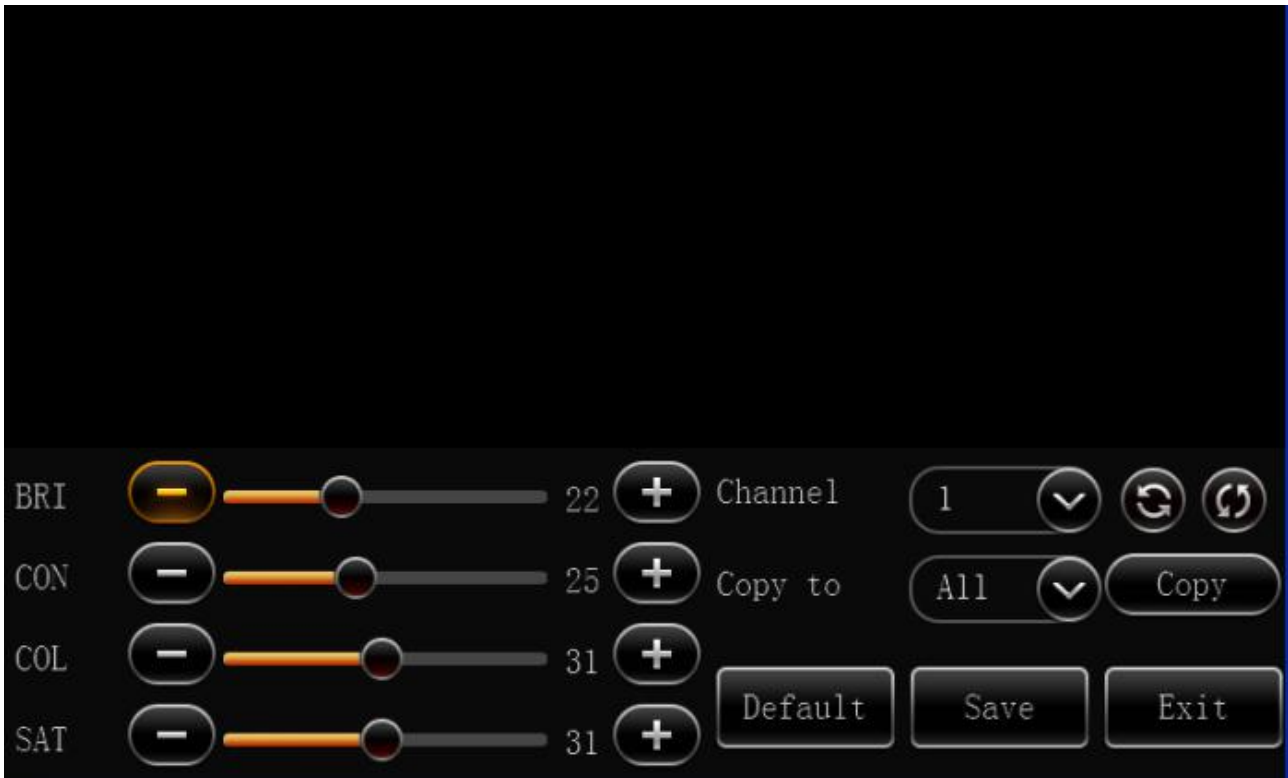 BRI 22 Channel 1
CON 25 Copy to All Copy
COL 31
Default Save Exit
SAT 31